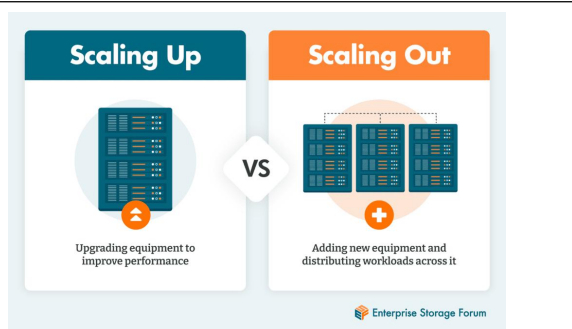 Scaling Up
Scaling Out
VS
Upgrading equipment to
improve performance
Adding new equipment and
distributing workloads across it
Enterprise Storage Forum